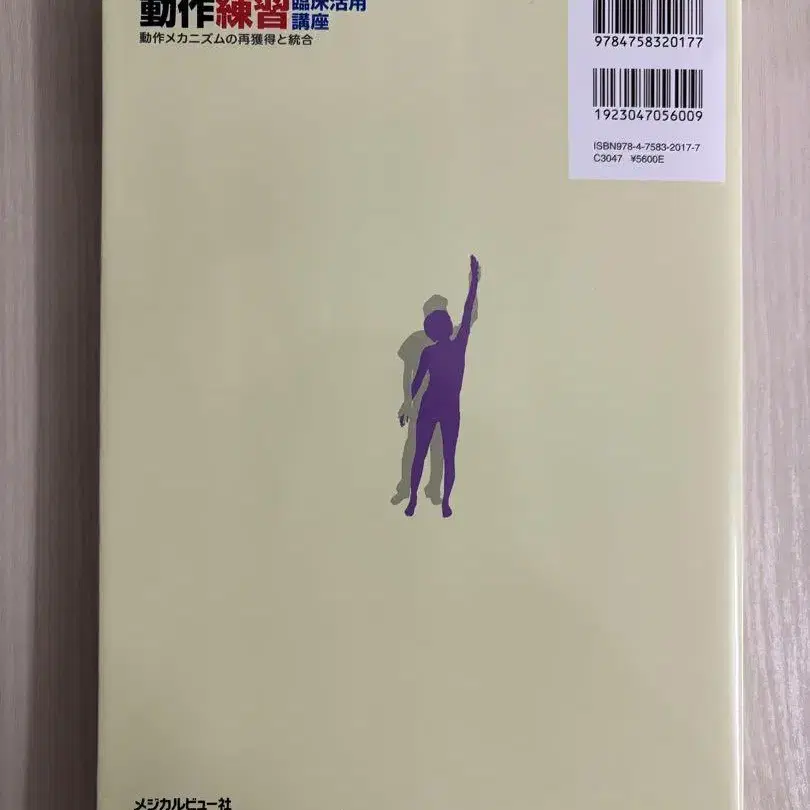 動作練習 臨床活用講座
動作メカニズムの再獲得と統合
9784758320177
1923047056009
ISBN978-4-7583-2017-7
C3047 ¥5600E
メジカルビュー社